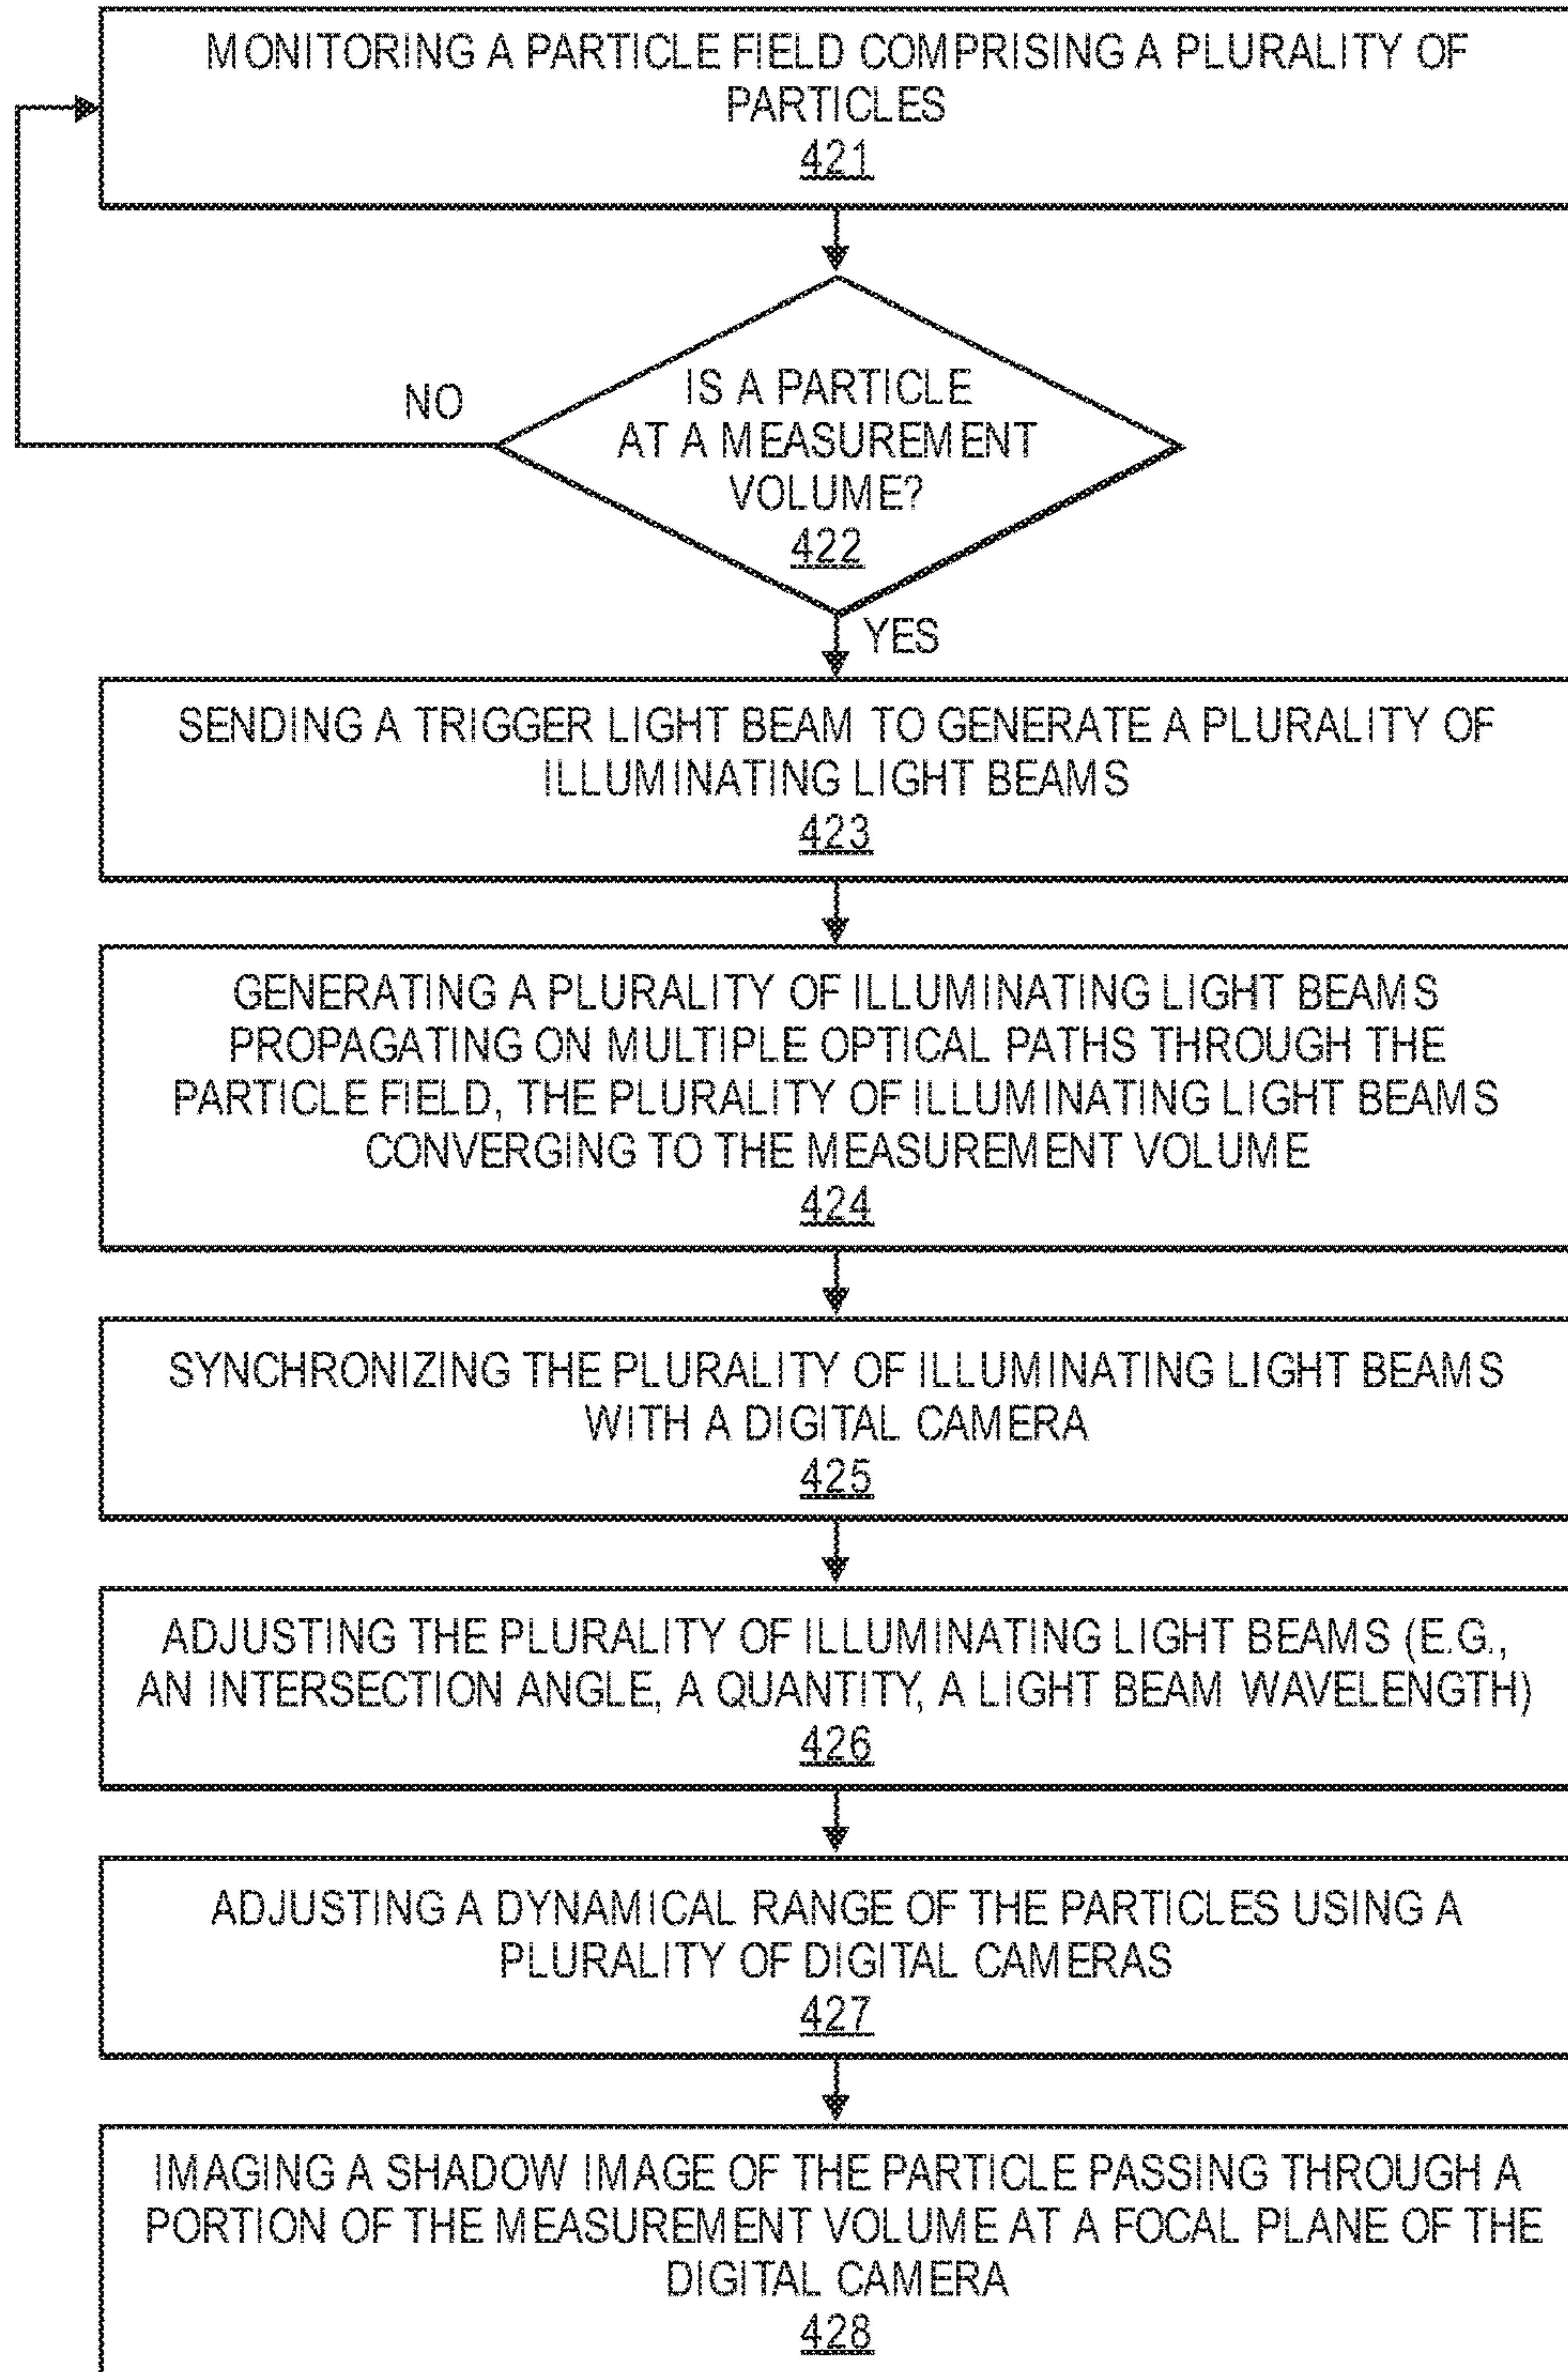 MONITORING A PARTICLE FIELD COMPRISING A PLURALITY OF
PARTICLES
421
IS A PARTICLE
AT A MEASUREMENT
VOLUME?
422
NO
YES
SENDING A TRIGGER LIGHT BEAM TO GENERATE A PLURALITY OF
ILLUMINATING LIGHT BEAMS
423
GENERATING A PLURALITY OF ILLUMINATING LIGHT BEAMS
PROPAGATING ON MULTIPLE OPTICAL PATHS THROUGH THE
PARTICLE FIELD, THE PLURALITY OF ILLUMINATING LIGHT BEAMS
CONVERGING TO THE MEASUREMENT VOLUME
424
SYNCHRONIZING THE PLURALITY OF ILLUMINATING LIGHT BEAMS
WITH A DIGITAL CAMERA
425
ADJUSTING THE PLURALITY OF ILLUMINATING LIGHT BEAMS (E.G.,
AN INTERSECTION ANGLE, A QUANTITY, A LIGHT BEAM WAVELENGTH)
426
ADJUSTING A DYNAMICAL RANGE OF THE PARTICLES USING A
PLURALITY OF DIGITAL CAMERAS
427
IMAGING A SHADOW IMAGE OF THE PARTICLE PASSING THROUGH A
PORTION OF THE MEASUREMENT VOLUME AT A FOCAL PLANE OF THE
DIGITAL CAMERA
428